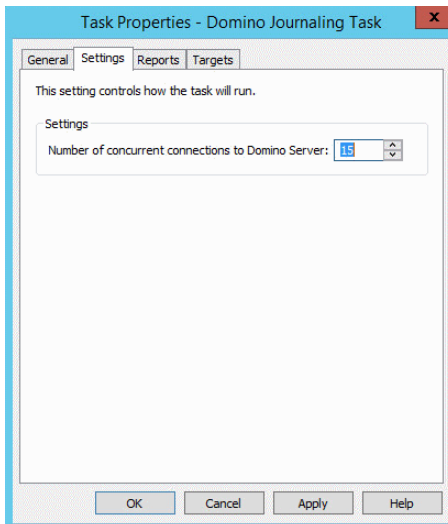 Task Properties - Domino Journaling Task x
General Settings Reports Targets
This setting controls how the task will run.
Settings
Number of concurrent connections to Domino Server: 15
OK Cancel Apply Help